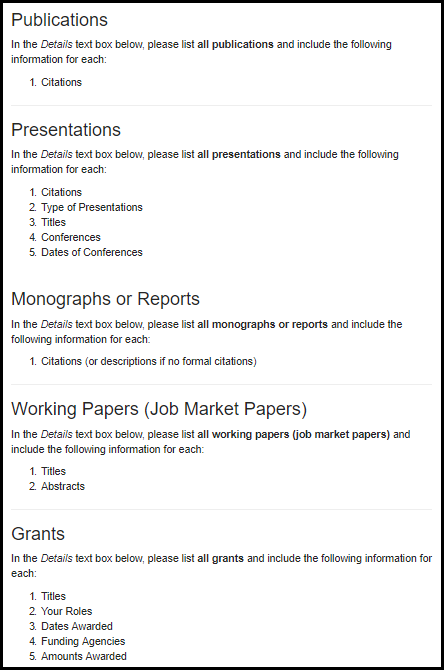 Publications
In the Details text box below, please list all publications and include the following
information for each:
1. Citations
Presentations
In the Details text box below, please list all presentations and include the following
information for each:
1. Citations
2. Type of Presentations
3. Titles
4. Conferences
5. Dates of Conferences
Monographs or Reports
In the Details text box below, please list all monographs or reports and include the
following information for each:
1. Citations (or descriptions if no formal citations)
Working Papers (Job Market Papers)
In the Details text box below, please list all working papers (job market papers) and
include the following information for each:
1. Titles
2. Abstracts
Grants
In the Details text box below, please list all grants and include the following information for
each:
1. Titles
2. Your Roles
3. Dates Awarded
4. Funding Agencies
5. Amounts Awarded